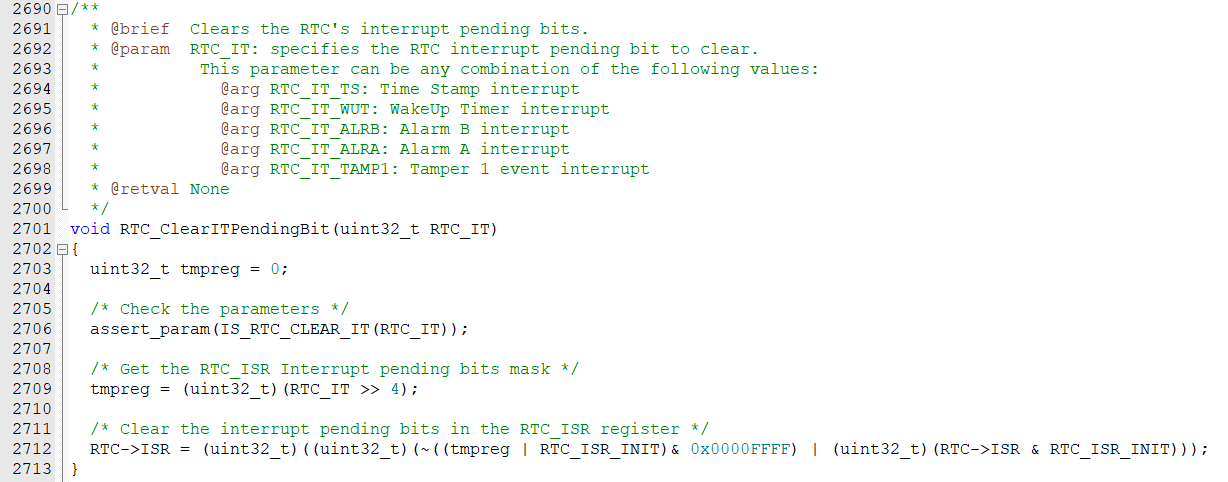 2690 /**
2691   * @brief  Clears the RTC's interrupt pending bits.
2692   * @param  RTC_IT: specifies the RTC interrupt pending bit to clear.
2693   *          This parameter can be any combination of the following values:
2694   *            @arg RTC_IT_TS: Time Stamp interrupt
2695   *            @arg RTC_IT_WUT: WakeUp Timer interrupt
2696   *            @arg RTC_IT_ALRB: Alarm B interrupt
2697   *            @arg RTC_IT_ALRA: Alarm A interrupt
2698   *            @arg RTC_IT_TAMP1: Tamper 1 event interrupt
2699   * @retval None
2700   */
2701 void RTC_ClearITPendingBit(uint32_t RTC_IT)
2702 {
2703   uint32_t tmpreg = 0;
2704
2705   /* Check the parameters */
2706   assert_param(IS_RTC_CLEAR_IT(RTC_IT));
2707
2708   /* Get the RTC_ISR Interrupt pending bits mask */
2709   tmpreg = (uint32_t)(RTC_IT >> 4);
2710
2711   /* Clear the interrupt pending bits in the RTC_ISR register */
2712   RTC->ISR = (uint32_t)((uint32_t)(~((tmpreg | RTC_ISR_INIT)& 0x0000FFFF) | (uint32_t)(RTC->ISR & RTC_ISR_INIT)));
2713 }